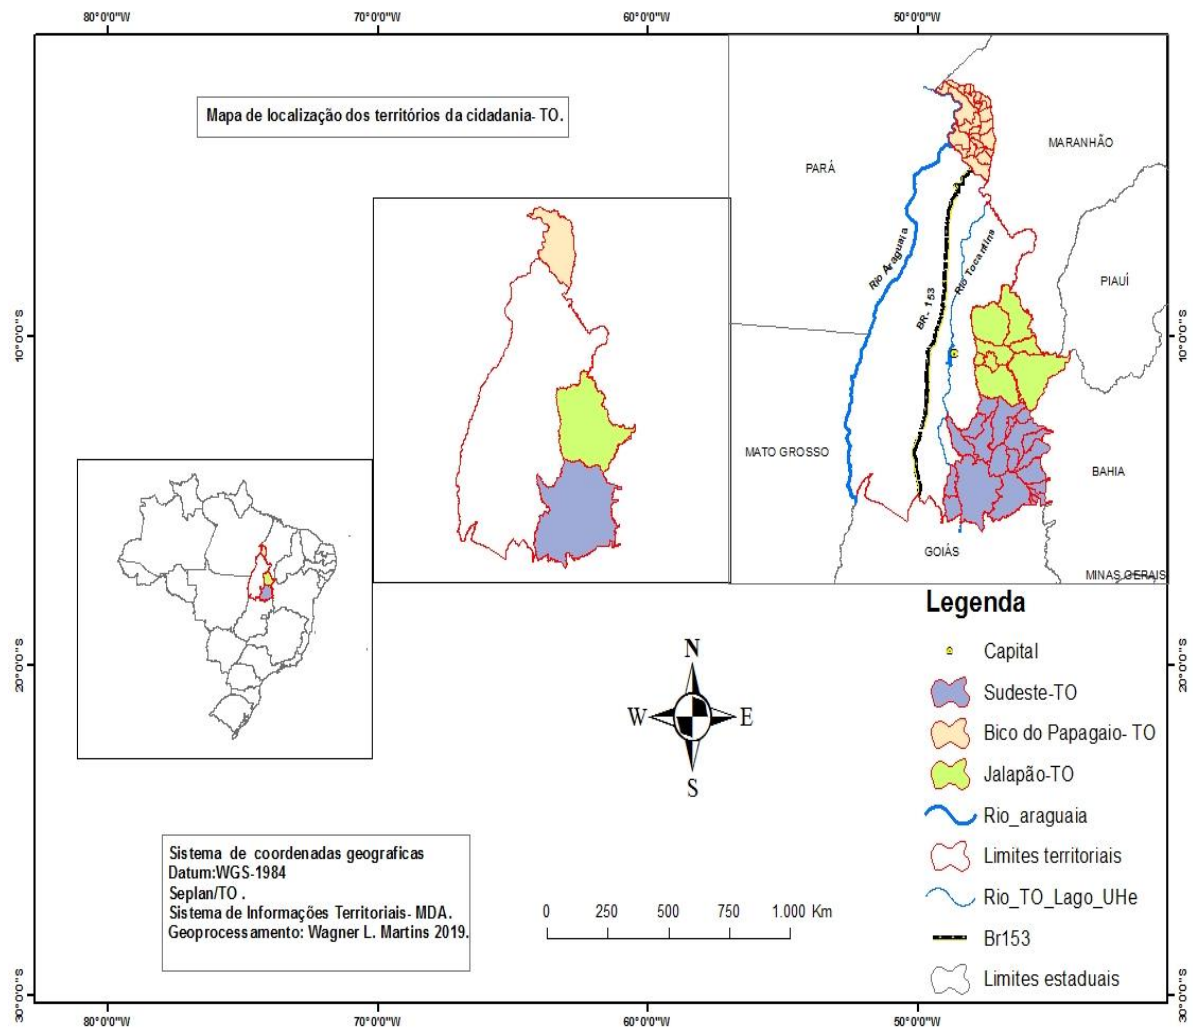 80°0'0"W
70°0'0"W
60°0'0"W
50°0'0"W
Mapa de localização dos territórios da cidadania- TO.
MARANHÃO
PARÁ
Rio Araguaia
Rio Tocantins
PIAUÍ
BR. 153
10°0'0"S
10°0'0"S
MATO GROSSO
BAHIA
GOIÁS
MINAS GERAIS
Legenda
Capital
Sudeste-TO
Bico do Papagaio- TO
Jalapão-TO
Rio_araguaia
Limites territoriais
Rio_TO_Lago_UHe
Br153
Limites estaduais
20°0'0"S
20°0'0"S
N
W
E
S
Sistema de coordenadas geograficas
Datum:WGS-1984
Seplan/TO .
Sistema de Informações Territoriais- MDA.
Geoprocessamento: Wagner L. Martins 2019.
0 250 500 750 1.000 Km
30°0'0"S
30°0'0"S
80°0'0"W
70°0'0"W
60°0'0"W
50°0'0"W